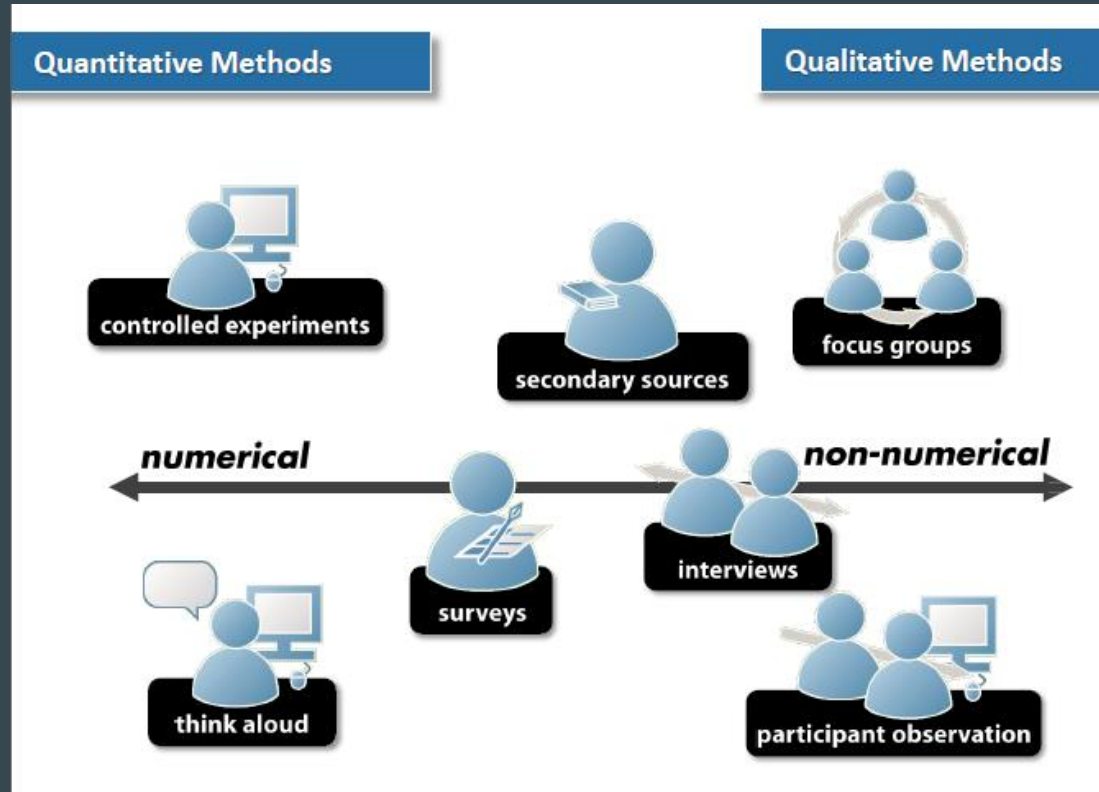 Quantitative Methods
Qualitative Methods
controlled experiments
secondary sources
focus groups
numerical
non-numerical
surveys
interviews
think aloud
participant observation